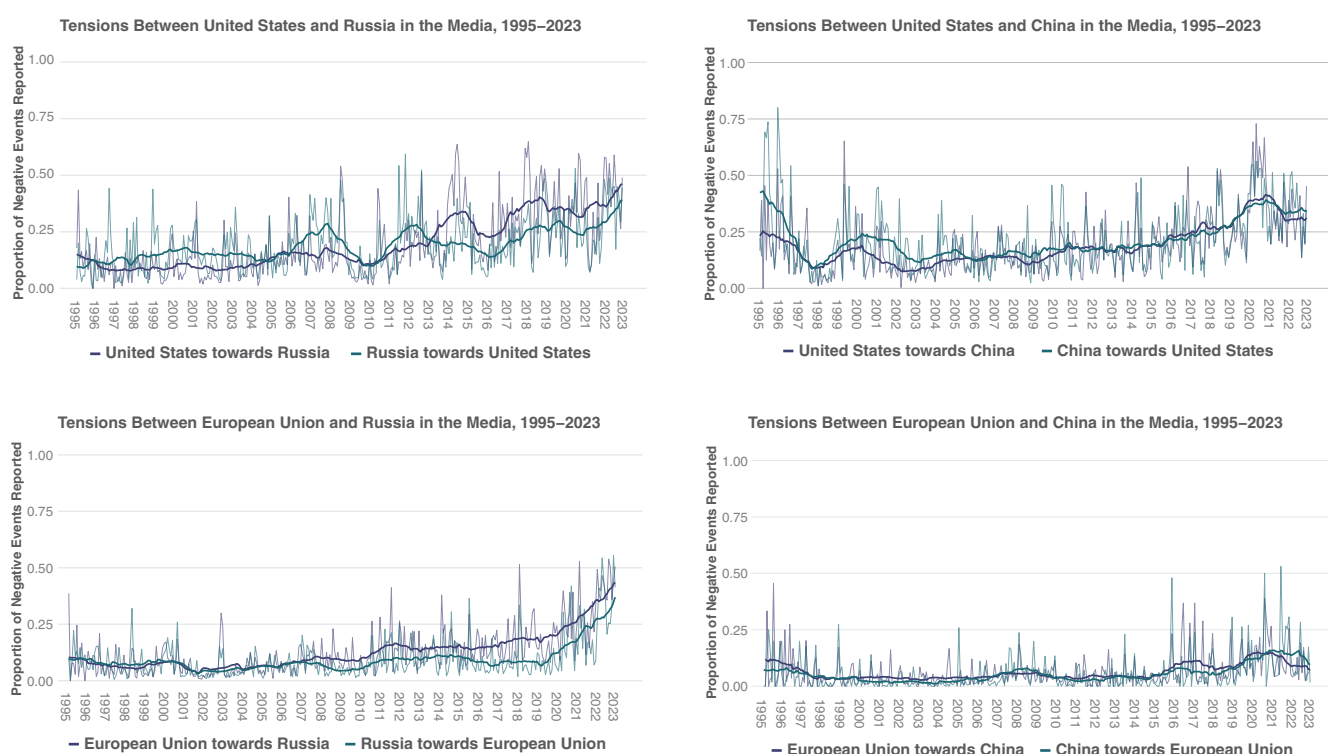 Tensions Between United States and Russia in the Media, 1995–2023
Proportion of Negative Events Reported
1.00
0.75
0.50
0.25
0.00
1995 1996 1997 1998 1999 2000 2001 2002 2003 2004 2005 2006 2007 2008 2009 2010 2011 2012 2013 2014 2015 2016 2017 2018 2019 2020 2021 2022 2023
United States towards Russia Russia towards United States
Tensions Between United States and China in the Media, 1995–2023
Proportion of Negative Events Reported
1.00
0.75
0.50
0.25
0.00
1995 1996 1997 1998 1999 2000 2001 2002 2003 2004 2005 2006 2007 2008 2009 2010 2011 2012 2013 2014 2015 2016 2017 2018 2019 2020 2021 2022 2023
United States towards China China towards United States
Tensions Between European Union and Russia in the Media, 1995–2023
Proportion of Negative Events Reported
1.00
0.75
0.50
0.25
0.00
1995 1996 1997 1998 1999 2000 2001 2002 2003 2004 2005 2006 2007 2008 2009 2010 2011 2012 2013 2014 2015 2016 2017 2018 2019 2020 2021 2022 2023
European Union towards Russia Russia towards European Union
Tensions Between European Union and China in the Media, 1995–2023
Proportion of Negative Events Reported
1.00
0.75
0.50
0.25
0.00
1995 1996 1997 1998 1999 2000 2001 2002 2003 2004 2005 2006 2007 2008 2009 2010 2011 2012 2013 2014 2015 2016 2017 2018 2019 2020 2021 2022 2023
European Union towards China China towards European Union